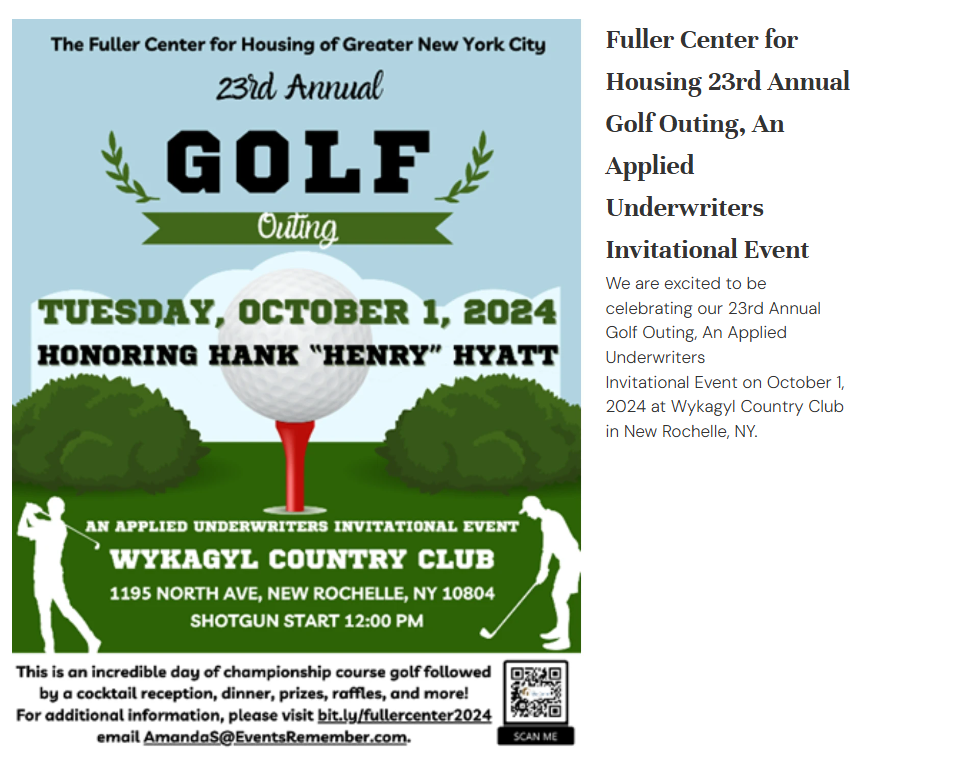 The Fuller Center for Housing of Greater New York City
23rd Annual
GOLF
Outing
TUESDAY, OCTOBER 1, 2024
HONORING HANK "HENRY" HYATT
AN APPLIED UNDERWRITERS INVITATIONAL EVENT
WYKAGYL COUNTRY CLUB
1195 NORTH AVE, NEW ROCHELLE, NY 10804
SHOTGUN START 12:00 PM
This is an incredible day of championship course golf followed
by a cocktail reception, dinner, prizes, raffles, and more!
For additional information, please visit bit.ly/fullercenter2024
email AmandaS@EventsRemember.com.
SCAN ME
Fuller Center for
Housing 23rd Annual
Golf Outing, An
Applied
Underwriters
Invitational Event
We are excited to be
celebrating our 23rd Annual
Golf Outing, An Applied
Underwriters
Invitational Event on October 1,
2024 at Wykagyl Country Club
in New Rochelle, NY.